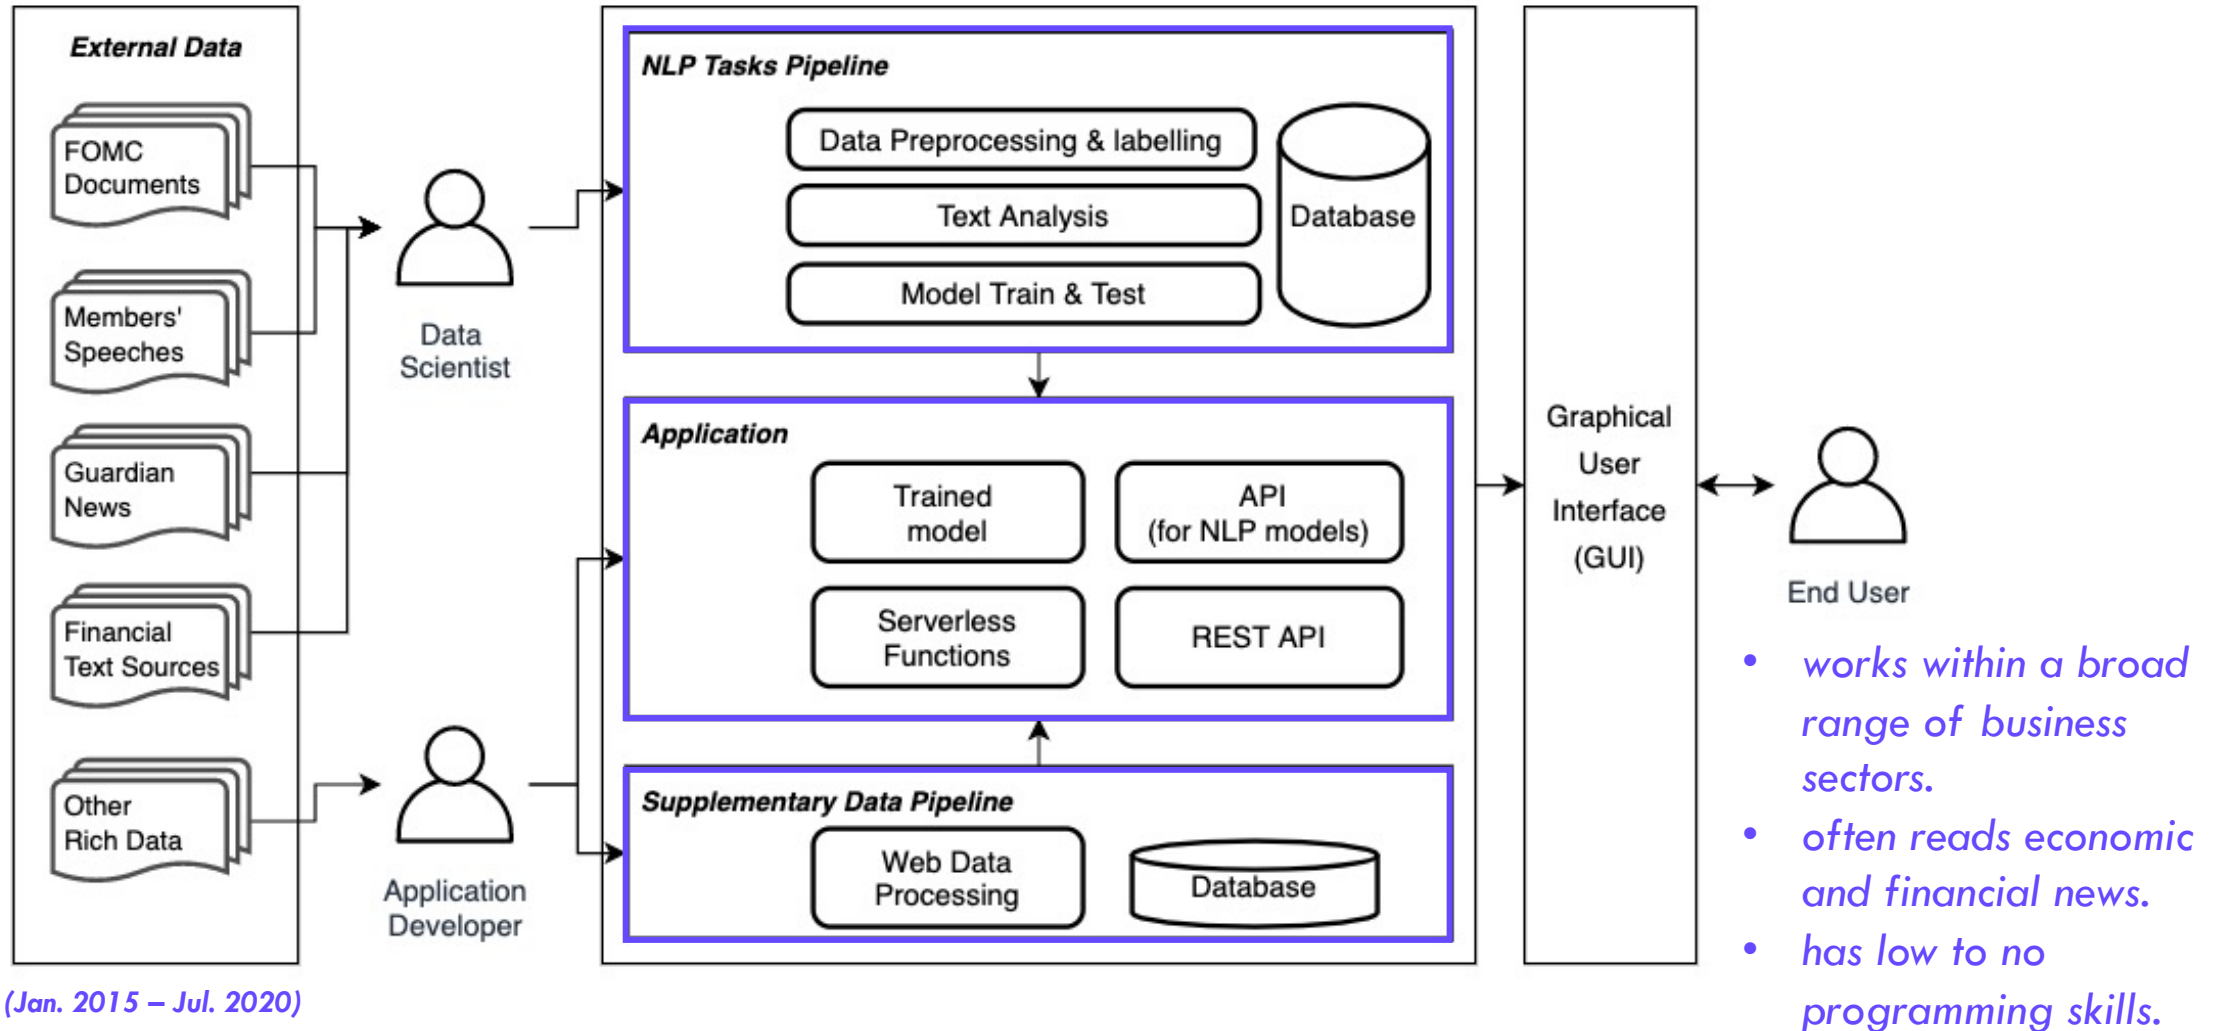 External Data
FOMC
Documents
Members'
Speeches
Guardian
News
Financial
Text Sources
Other
Rich Data
(Jan. 2015 – Jul. 2020)
Data
Scientist
Application
Developer
NLP Tasks Pipeline
Data Preprocessing & labelling
Text Analysis
Model Train & Test
Database
Application
Trained
model
API
(for NLP models)
Serverless
Functions
REST API
Supplementary Data Pipeline
Web Data
Processing
Database
Graphical
User
Interface
(GUI)
End User
• works within a broad
range of business
sectors.
• often reads economic
and financial news.
• has low to no
programming skills.